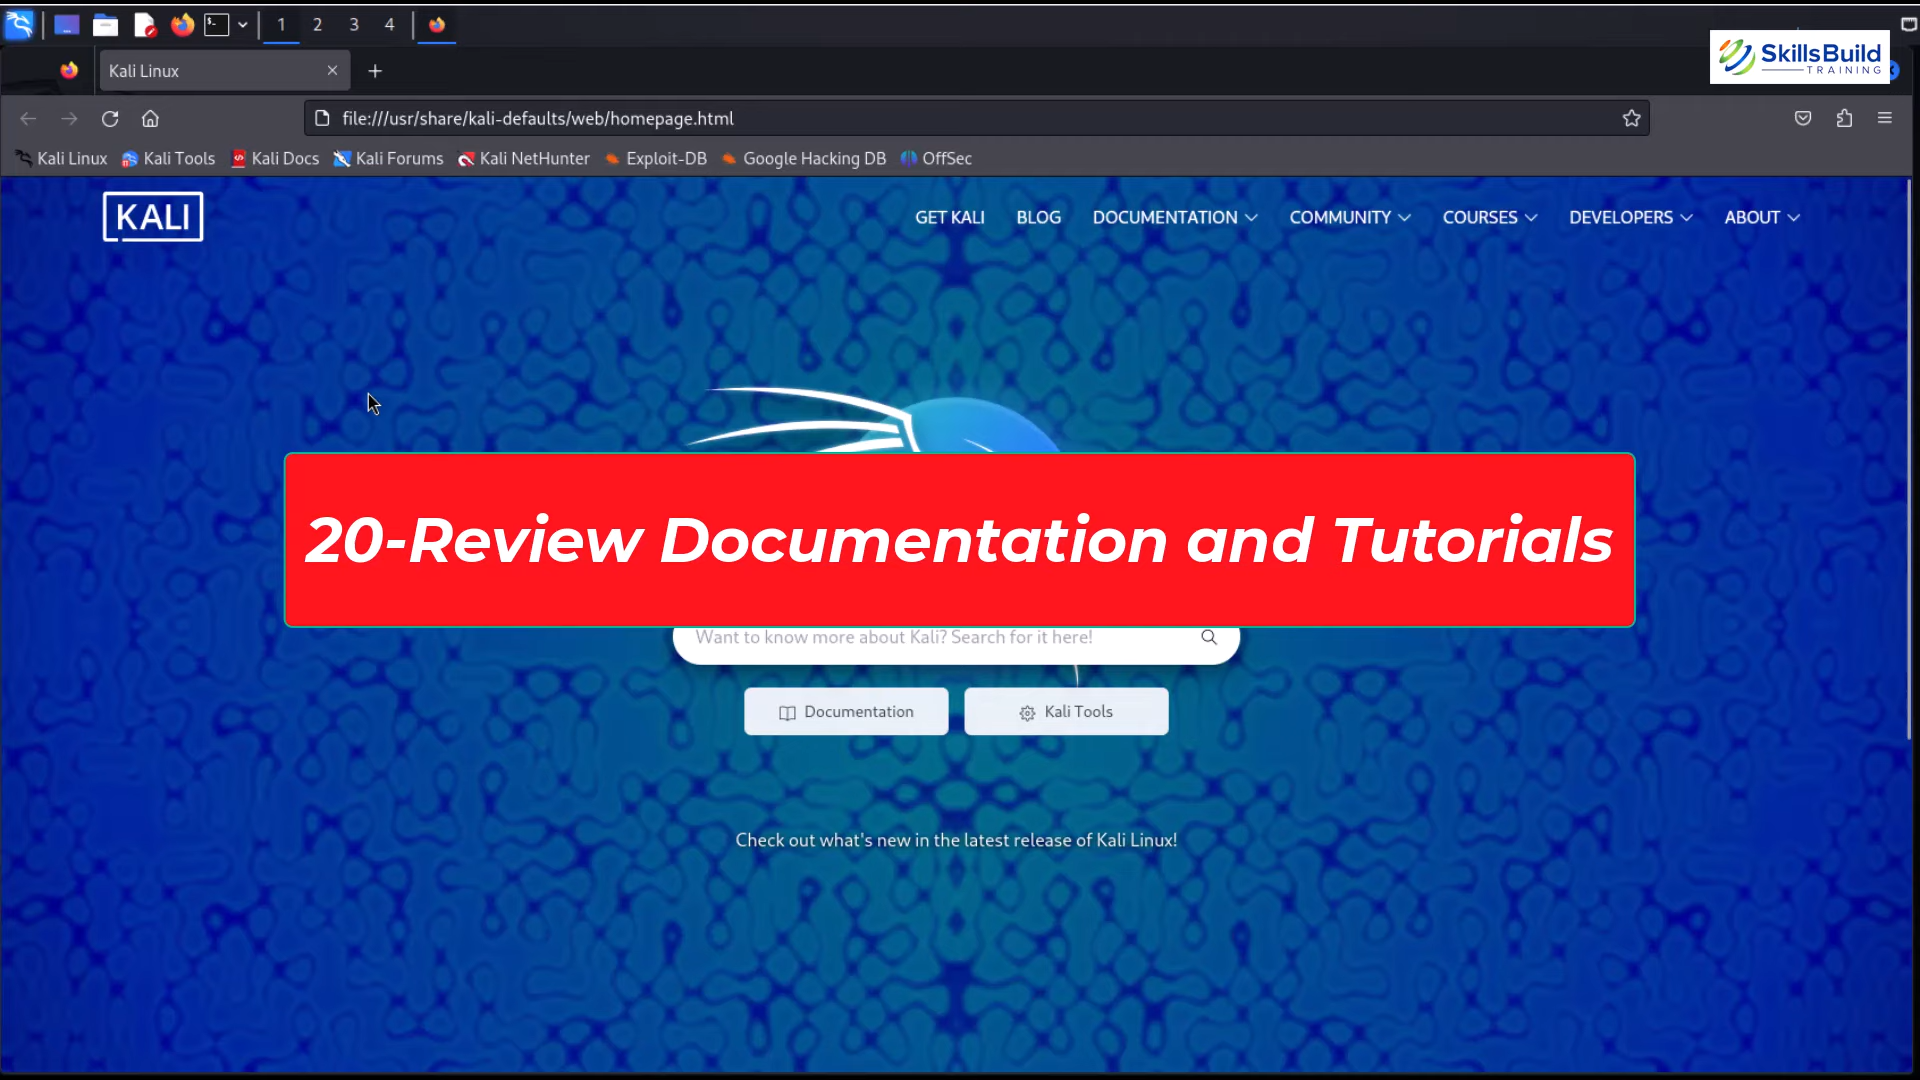 1 2 3 4
SkillsBuild
TRAINING
Kali Linux
file:///usr/share/kali-defaults/web/homepage.html
Kali Linux Kali Tools Kali Docs Kali Forums Kali NetHunter Exploit-DB Google Hacking DB OffSec
KALI
GET KALI BLOG DOCUMENTATION COMMUNITY COURSES DEVELOPERS ABOUT
20-Review Documentation and Tutorials
Want to know more about Kali? Search for it here!
Documentation Kali Tools
Check out what's new in the latest release of Kali Linux!